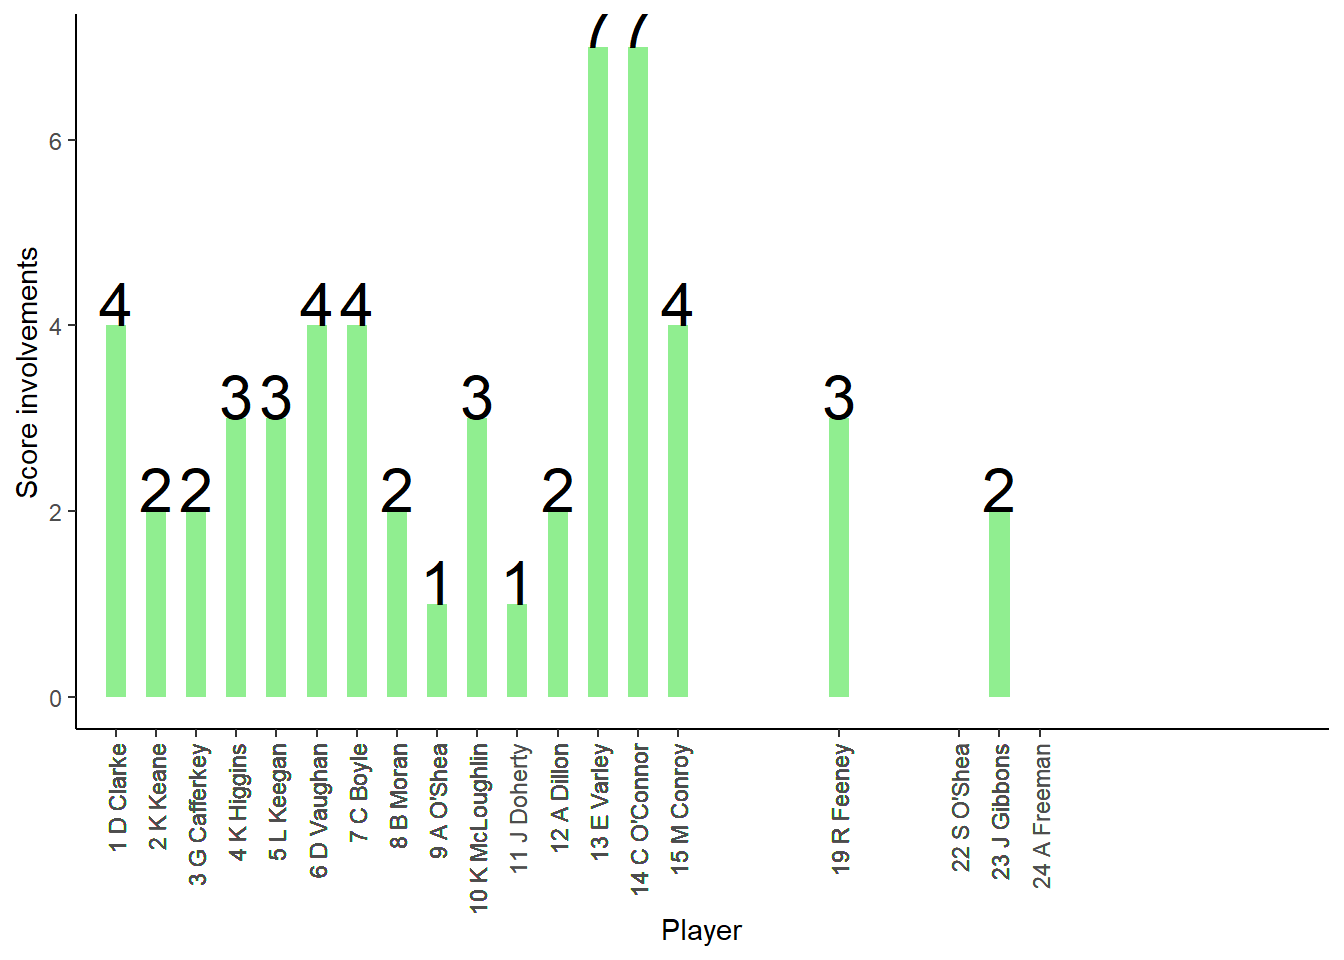 7 7
6
4 4 4 4
4
3 3 3 3
2 2 2 2 2
2
1 1
0
Score involvements
1 D Clarke
2 K Keane
3 G Cafferkey
4 K Higgins
5 L Keegan
6 D Vaughan
7 C Boyle
8 B Moran
9 A O'Shea
10 K McLoughlin
11 J Doherty
12 A Dillon
13 E Varley
14 C O'Connor
15 M Conroy
19 R Feeney
22 S O'Shea
23 J Gibbons
24 A Freeman
Player